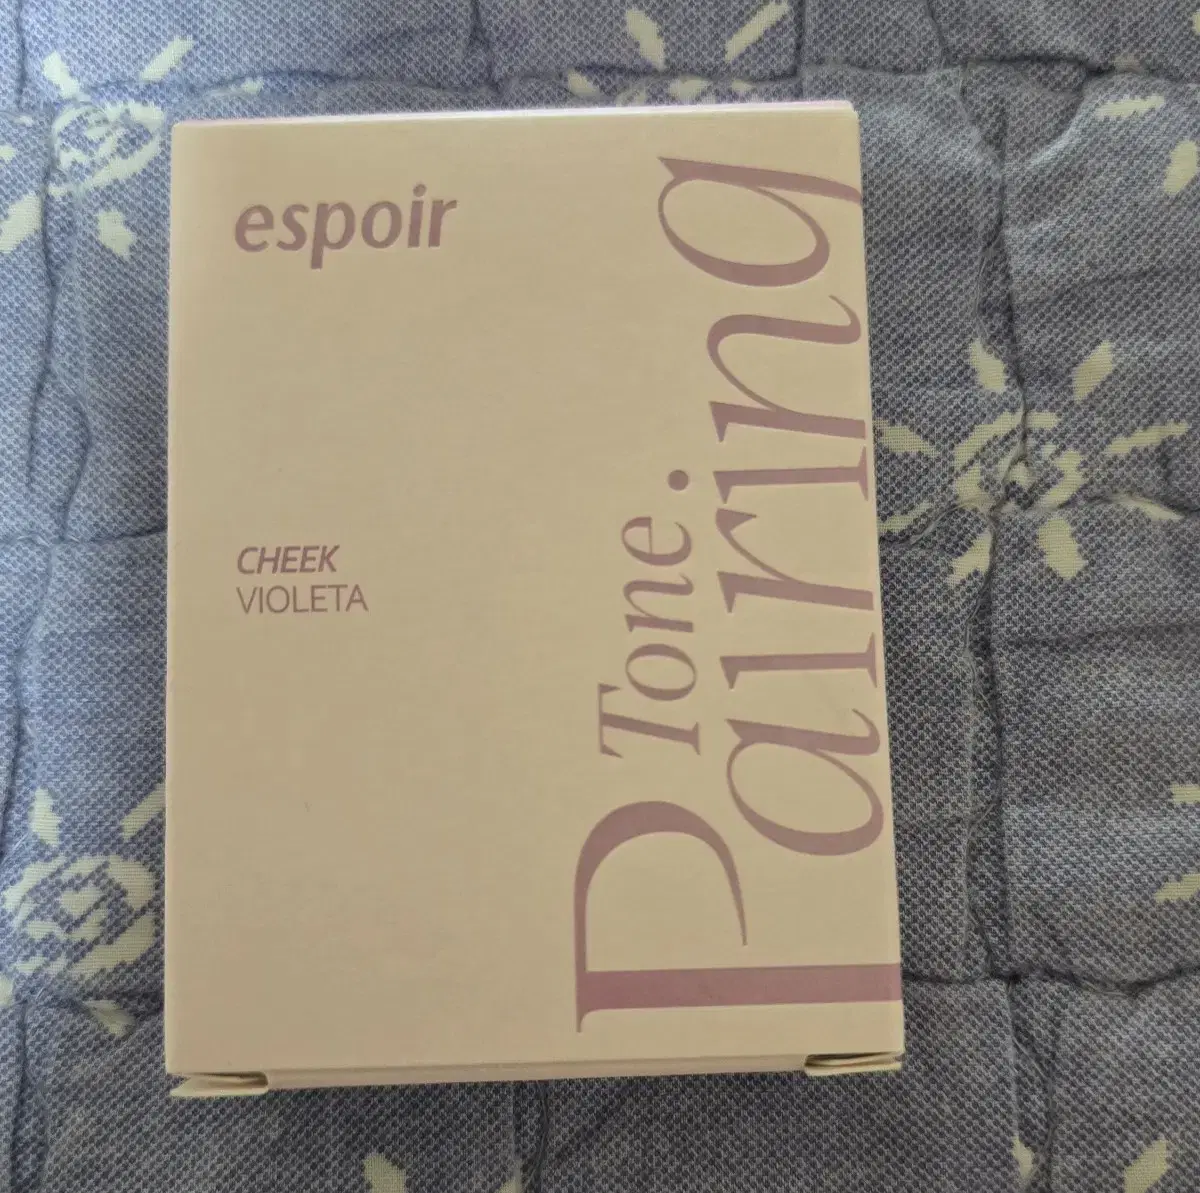 espoir
CHEEK
VIOLETA
Tone.
Pairing